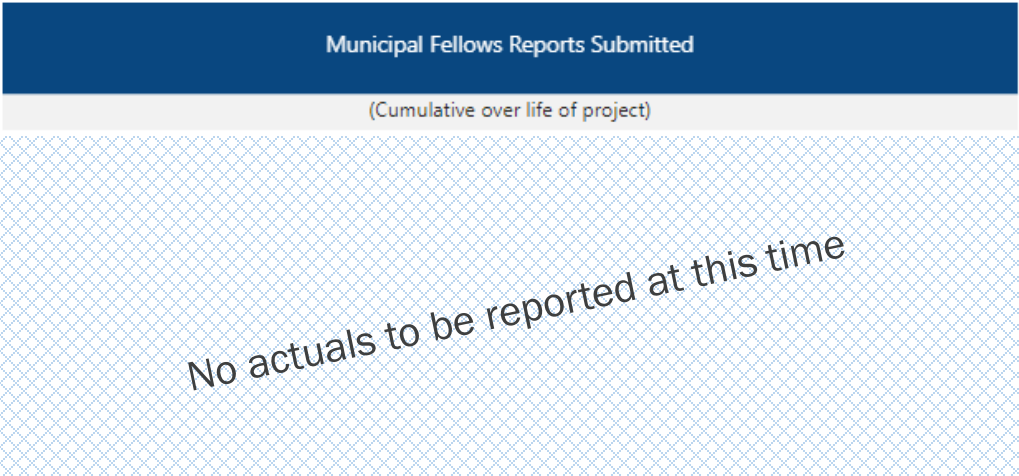 Municipal Fellows Reports Submitted
(Cumulative over life of project)
No actuals to be reported at this time